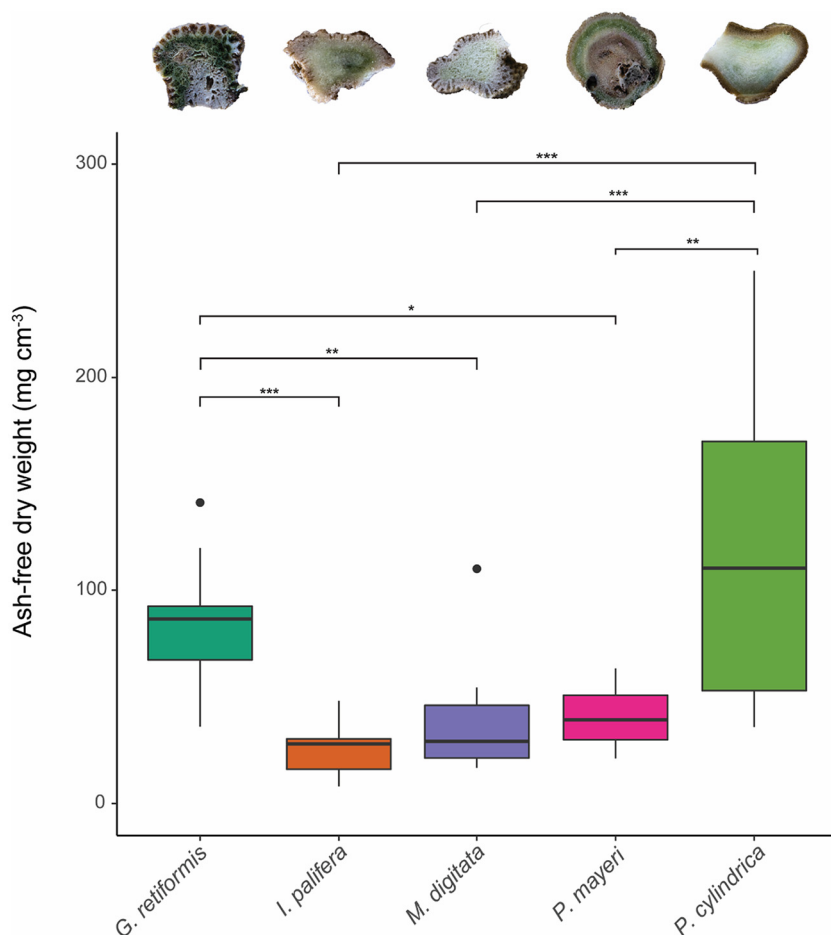 300
***
***
**
*
**
***
200
100
0
Ash-free dry weight (mg cm⁻³)
G. retiformis
I. palifera
M. digitata
P. mayeri
P. cylindrica